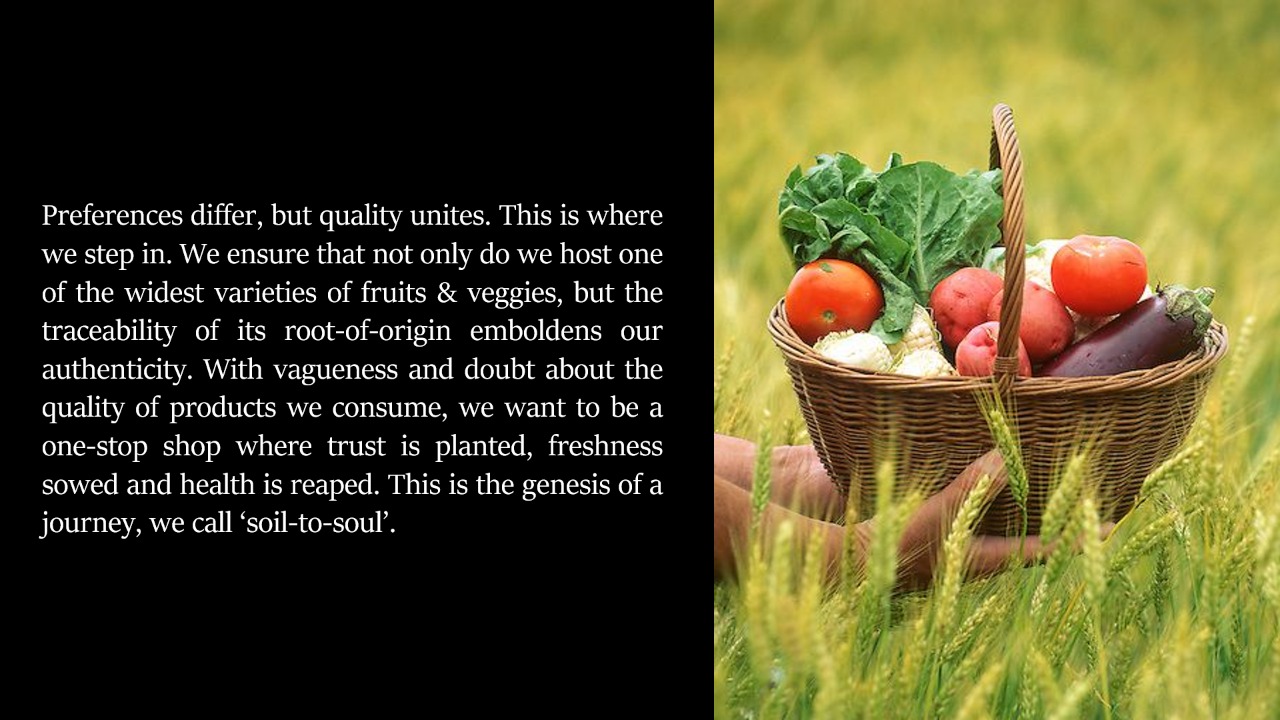 Preferences differ, but quality unites. This is where
we step in. We ensure that not only do we host one
of the widest varieties of fruits & veggies, but the
traceability of its root-of-origin emboldens our
authenticity. With vagueness and doubt about the
quality of products we consume, we want to be a
one-stop shop where trust is planted, freshness
sowed and health is reaped. This is the genesis of a
journey, we call ‘soil-to-soul’.